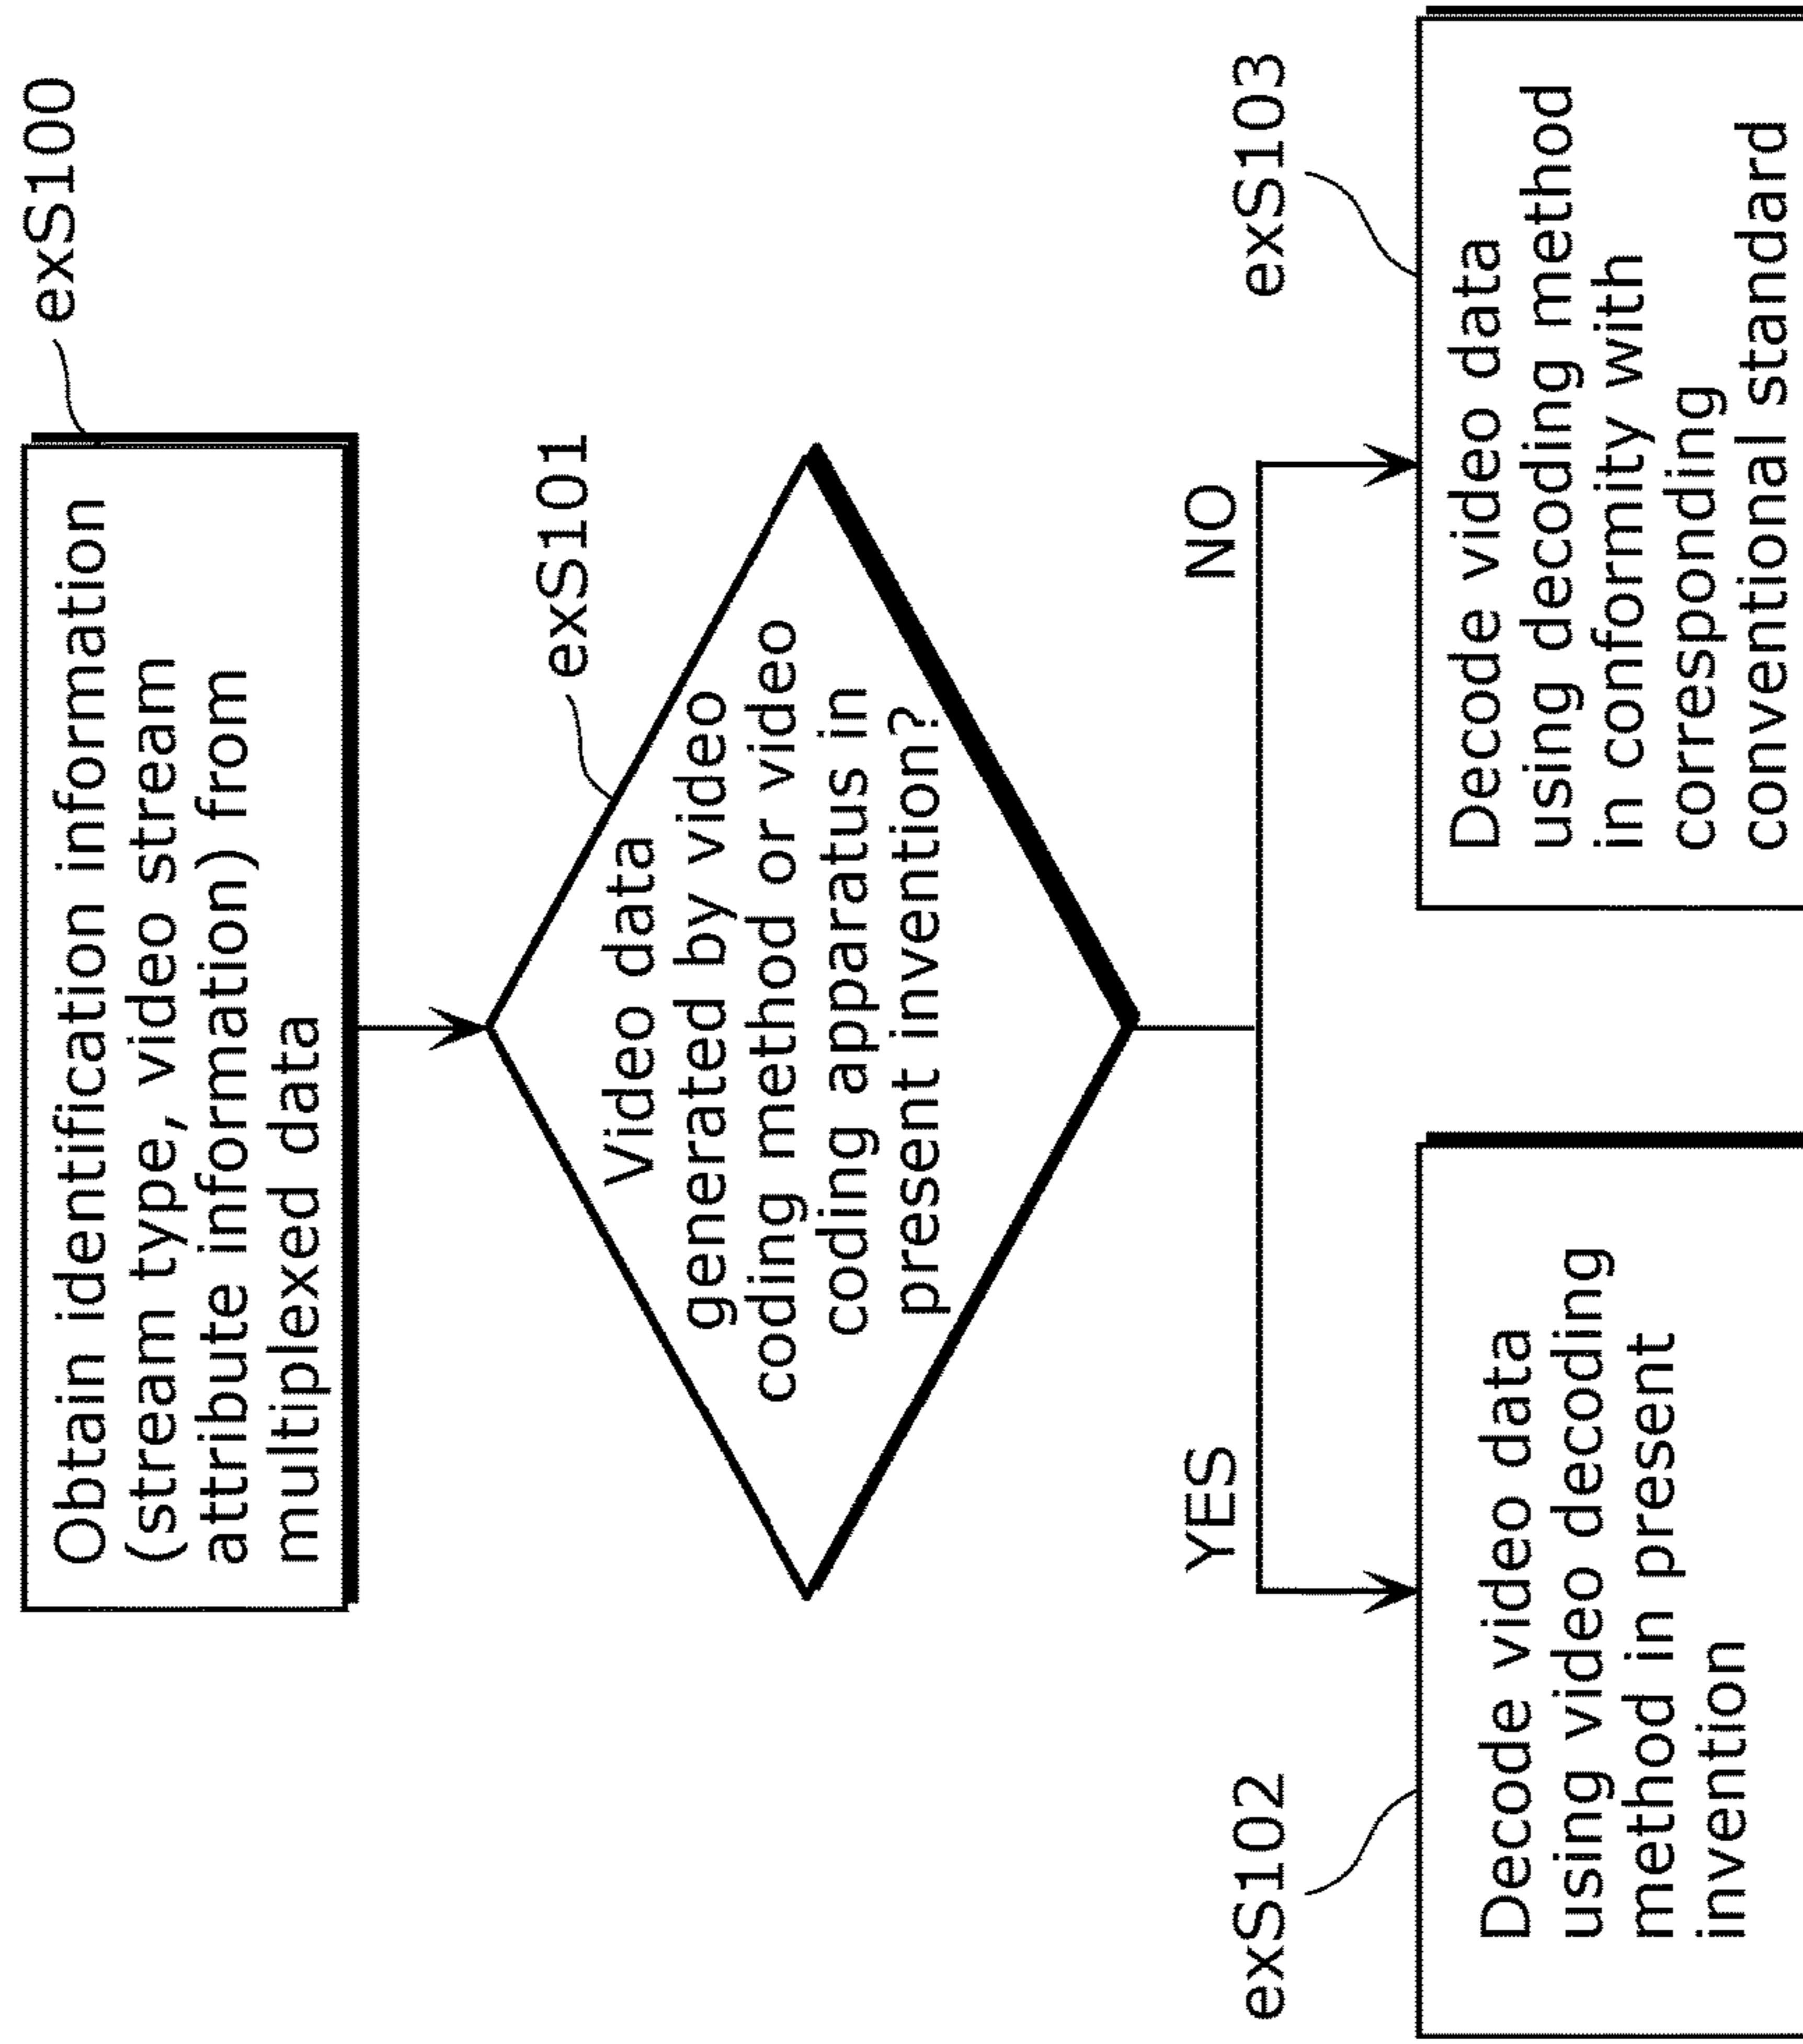 exS100
Obtain identification information
(stream type, video stream
attribute information) from
multiplexed data
exS101
Video data
generated by video
coding method or video
coding apparatus in
present invention?
YES
NO
exS102
Decode video data
using video decoding
method in present
invention
exS103
Decode video data
using decoding method
in conformity with
corresponding
conventional standard